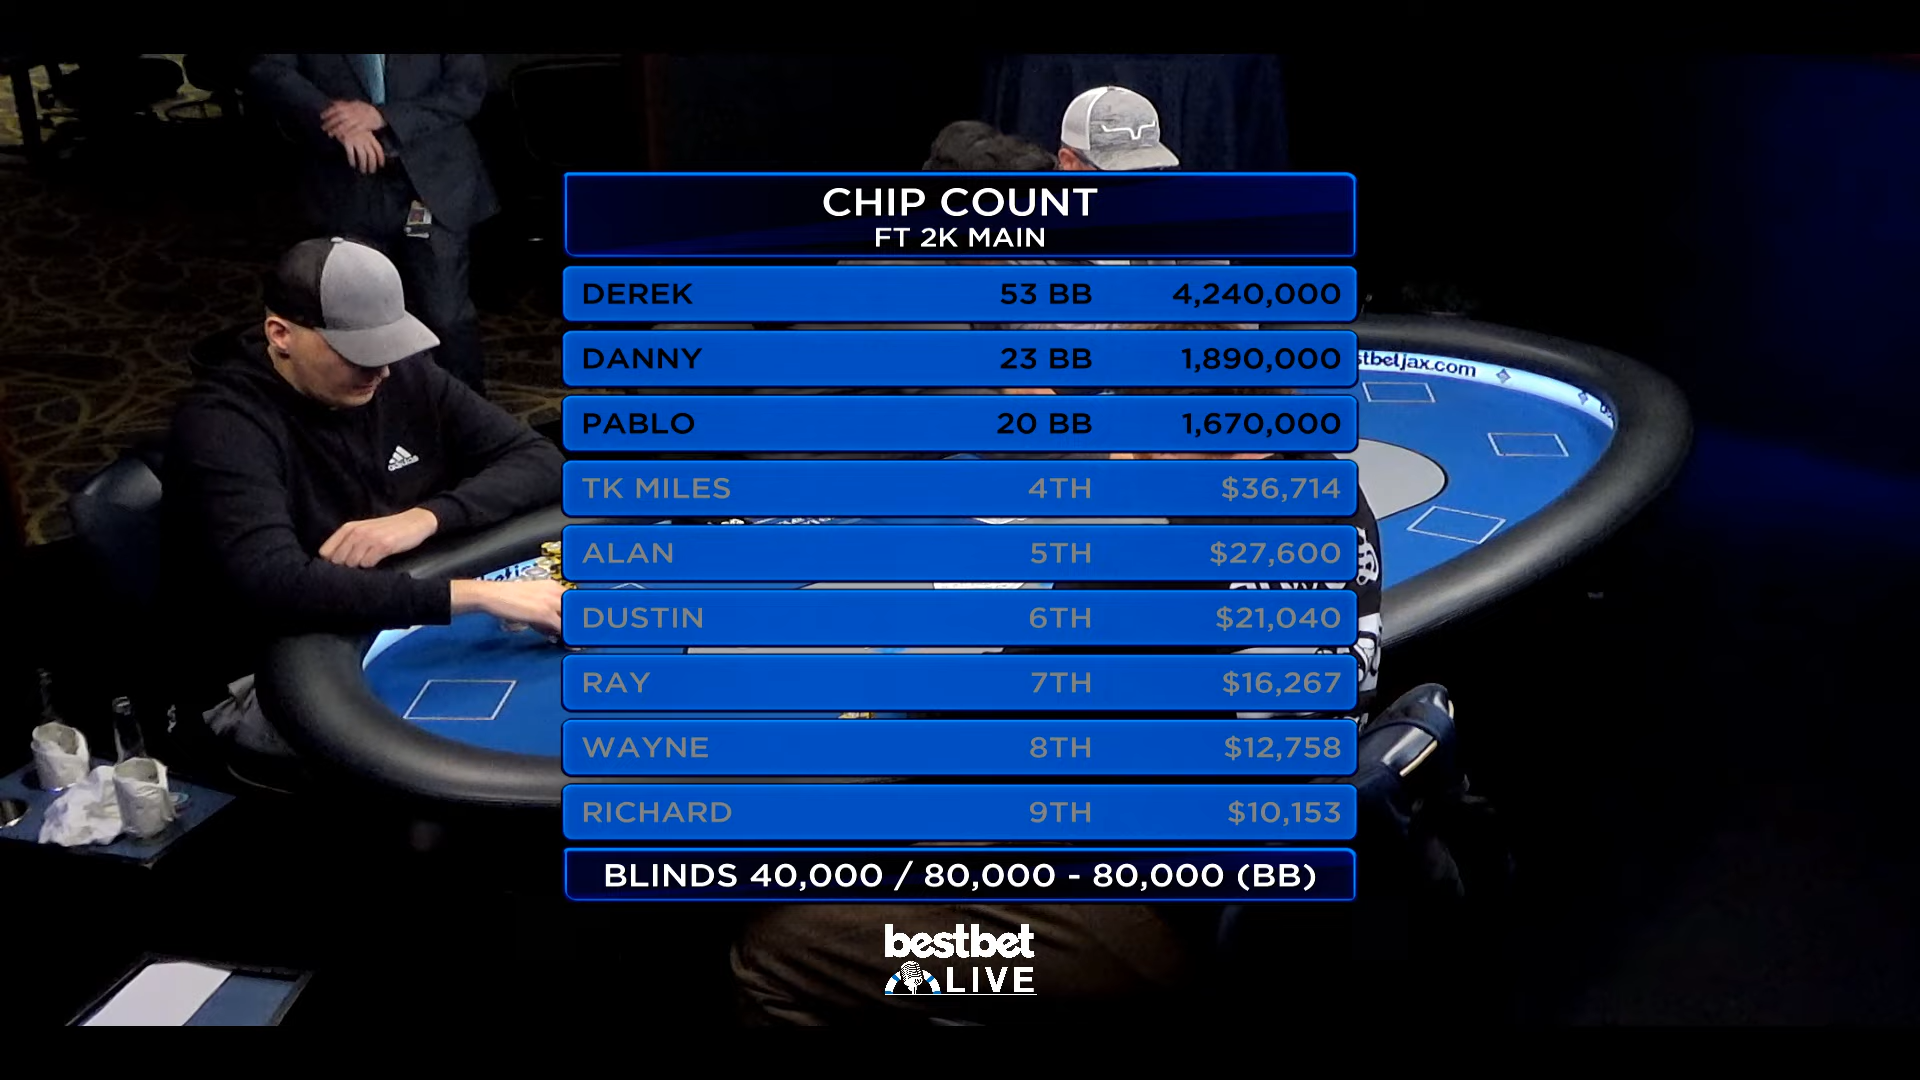 CHIP COUNT
FT 2K MAIN
DEREK 53 BB 4,240,000
DANNY 23 BB 1,890,000
PABLO 20 BB 1,670,000
TK MILES 4TH $36,714
ALAN 5TH $27,600
DUSTIN 6TH $21,040
RAY 7TH $16,267
WAYNE 8TH $12,758
RICHARD 9TH $10,153
BLINDS 40,000 / 80,000 - 80,000 (BB)
bestbet
LIVE
stbetjax.com
adidas